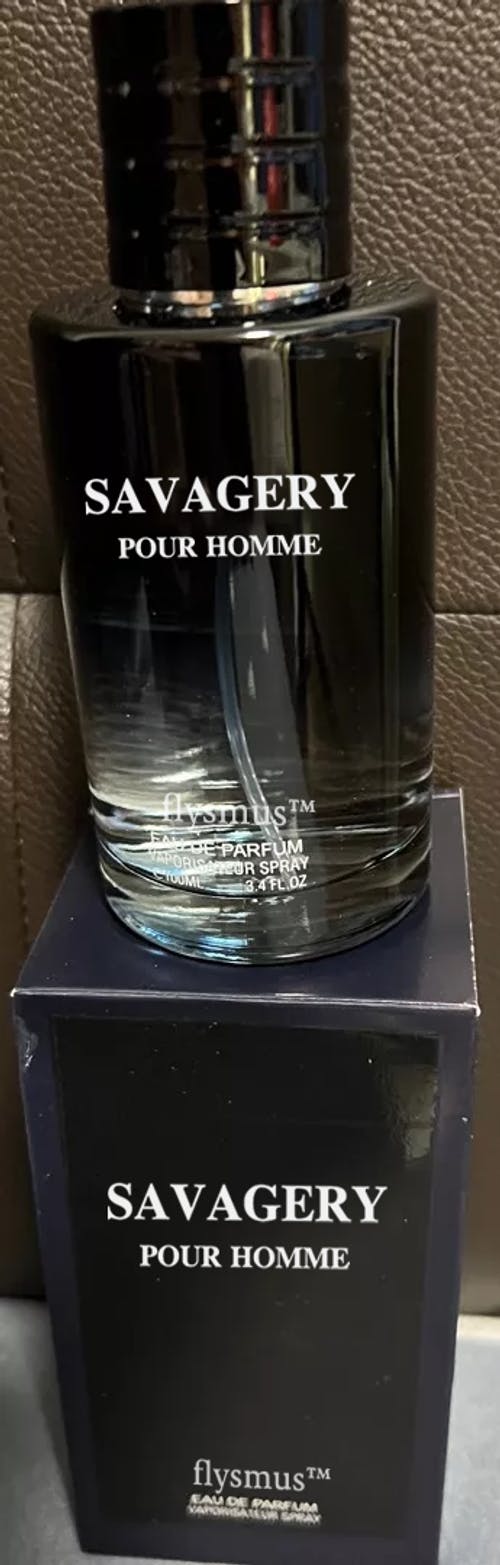 SAVAGERY
POUR HOMME
flysmus™
EAU DE PARFUM
VAPORISATEUR SPRAY
100ML 3.4 FL.OZ
SAVAGERY
POUR HOMME
flysmus™
EAU DE PARFUM
VAPORISATEUR SPRAY